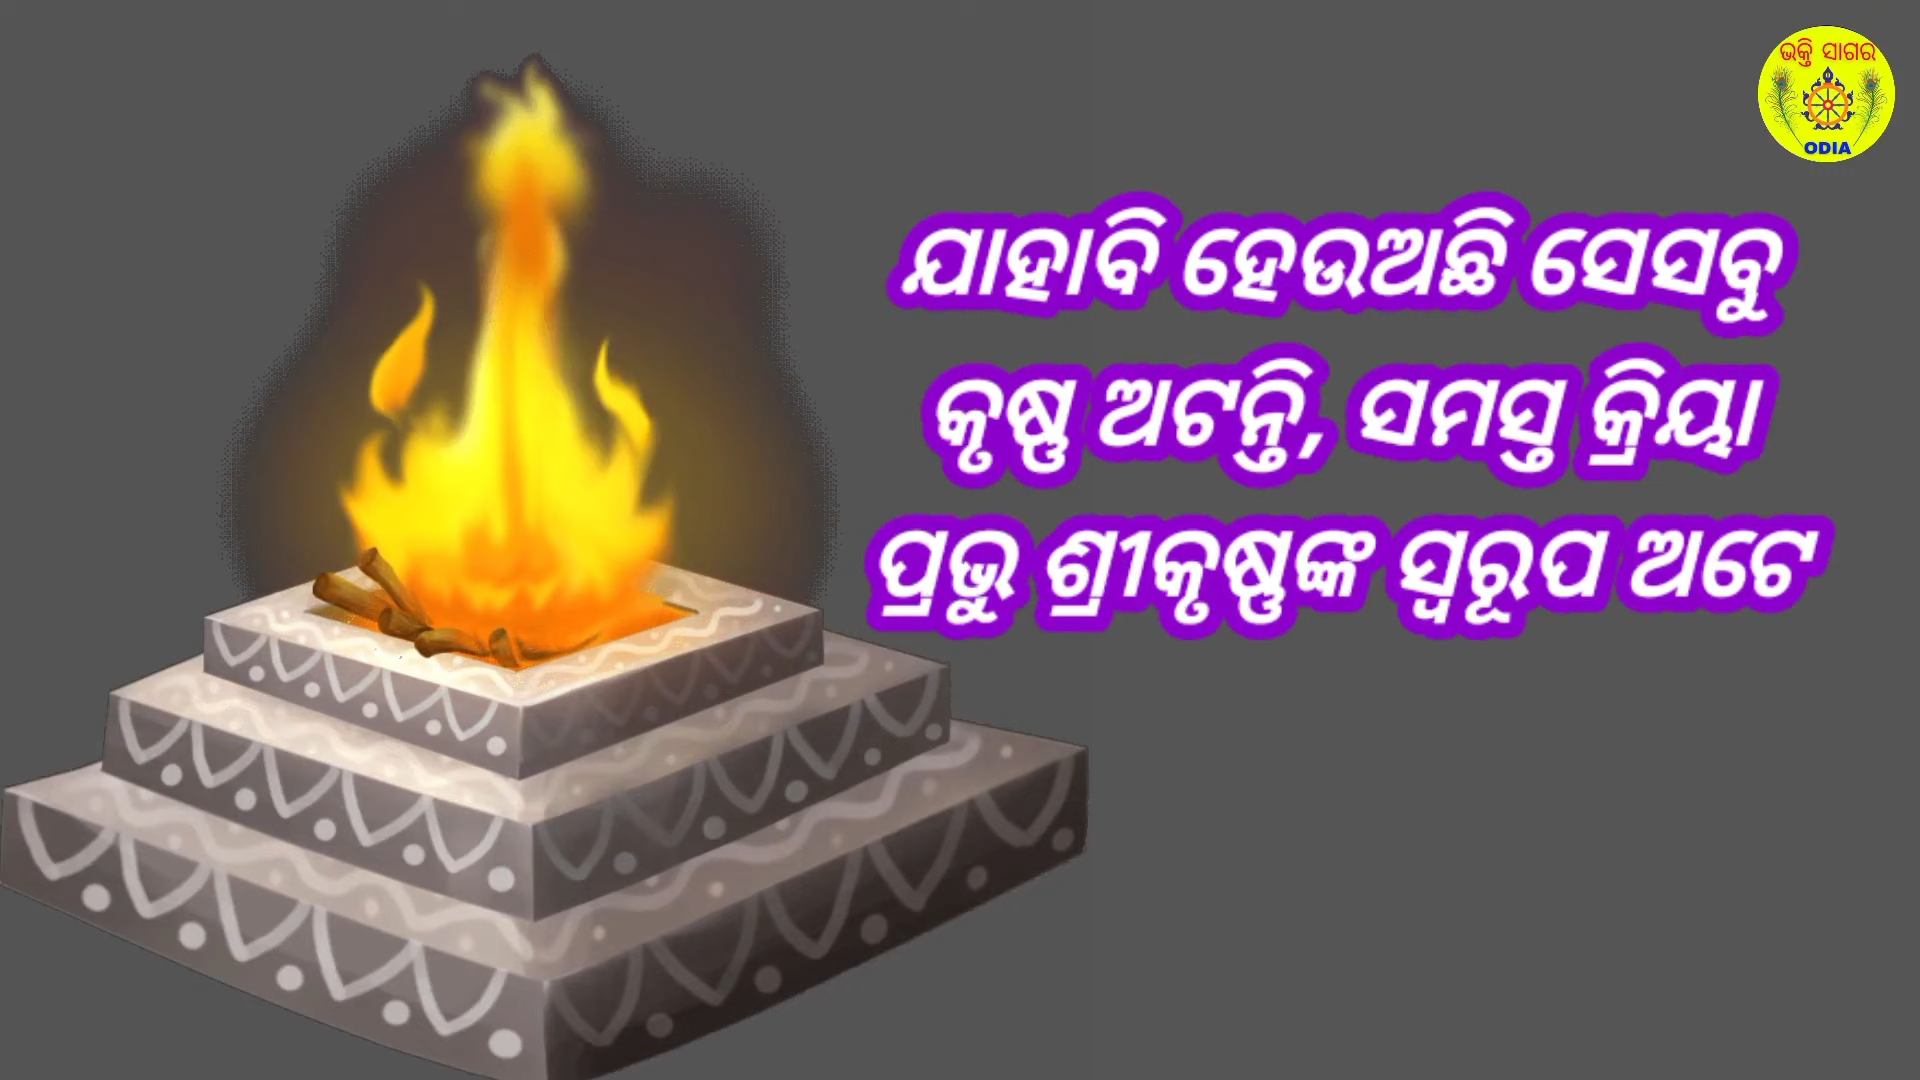 ଭକ୍ତି ସାଗର
ODIA
ଯାହାବି ହେଉଅଛି ସେସବୁ
କୃଷ୍ଣ ଅଟନ୍ତି, ସମସ୍ତ କ୍ରିୟା
ପ୍ରଭୁ ଶ୍ରୀକୃଷ୍ଣଙ୍କ ସ୍ୱରୂପ ଅଟେ